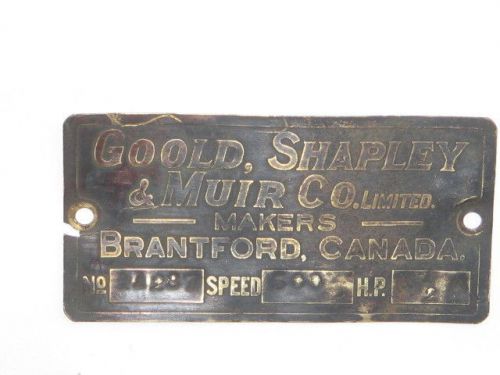 GOOLD, SHAPLEY
& MUIR CO. LIMITED.
MAKERS
BRANTFORD, CANADA.
NO SPEED H.P.